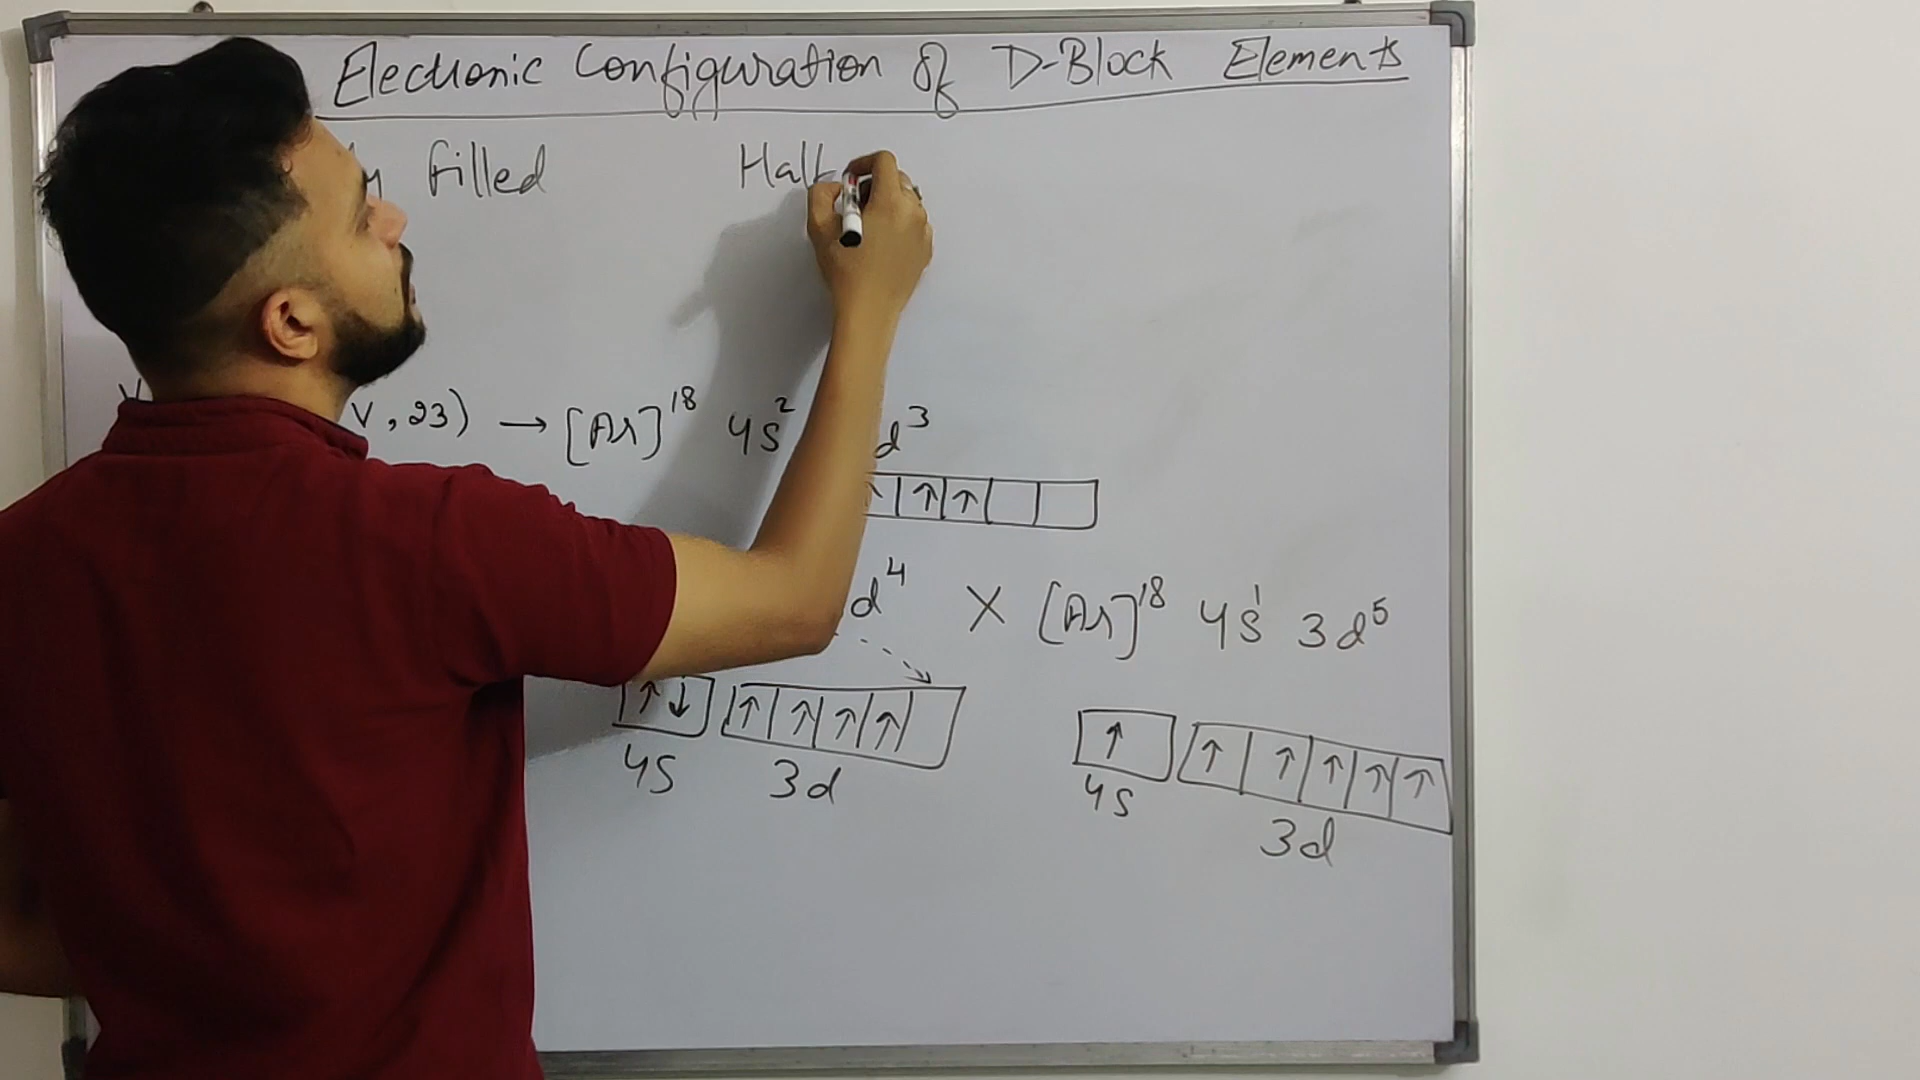 Electronic Configuration Of D-Block Elements
filled Half
V, 23) → [Ar]¹⁸ 4s² d³
↑ ↑ ↑
d⁴ X [Ar]¹⁸ 4s¹ 3d⁵
↑ ↓ ↑ ↑ ↑ ↑
4s 3d
↑ ↑ ↑ ↑ ↑ ↑
4s 3d